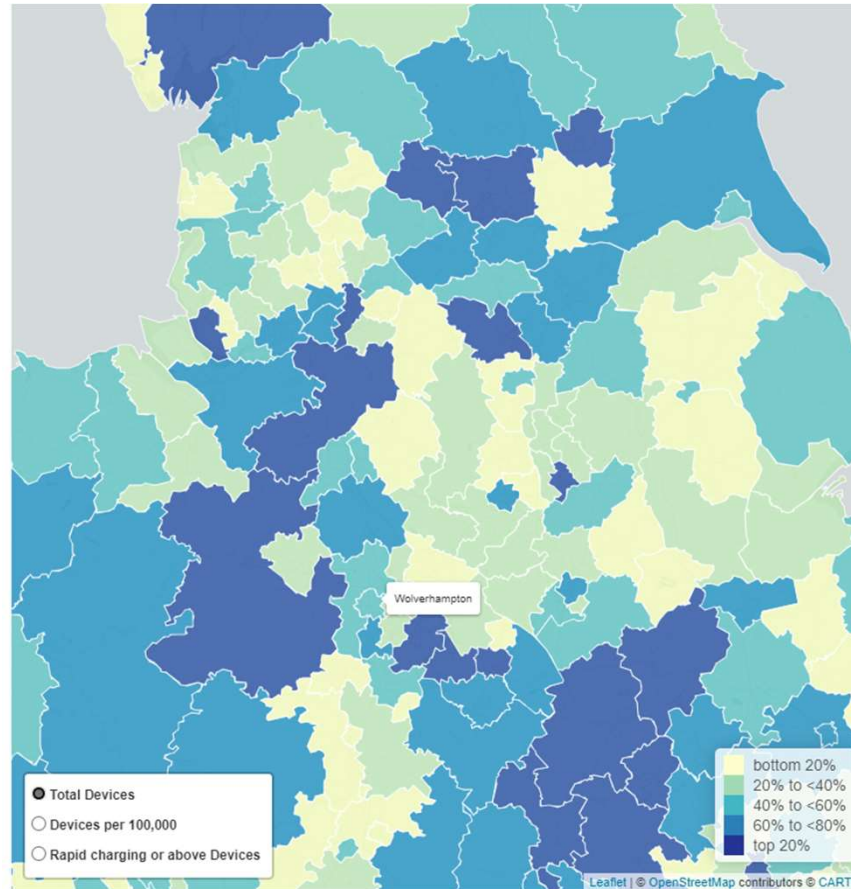 Wolverhampton
Total Devices
Devices per 100,000
Rapid charging or above Devices
bottom 20%
20% to <40%
40% to <60%
60% to <80%
top 20%
Leaflet | © OpenStreetMap contributors © CART